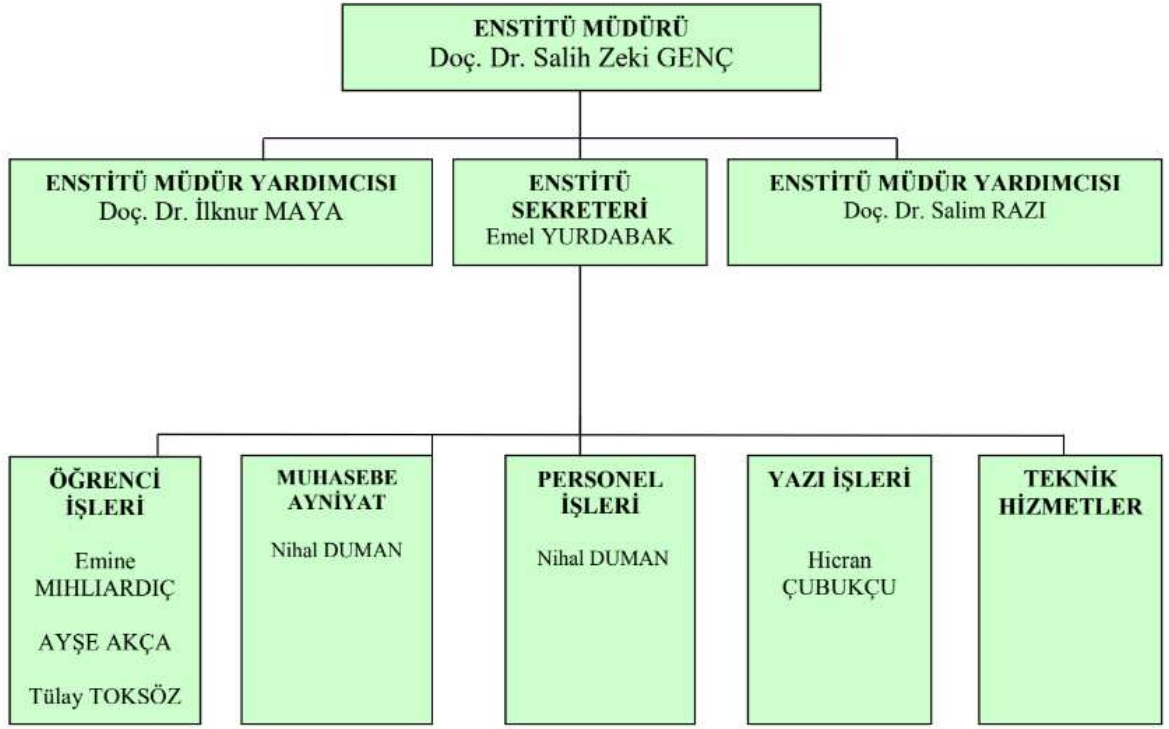 ENSTİTÜ MÜDÜRÜ
Doç. Dr. Salih Zeki GENÇ
ENSTİTÜ MÜDÜR YARDIMCISI
Doç. Dr. İlknur MAYA
ENSTİTÜ
SEKRETERİ
Emel YURDABAK
ENSTİTÜ MÜDÜR YARDIMCISI
Doç. Dr. Salim RAZI
ÖĞRENCİ
İŞLERİ
Emine
MIHLIARDIÇ
AYŞE AKÇA
Tülay TOKSÖZ
MUHASEBE
AYNİYAT
Nihal DUMAN
PERSONEL
İŞLERİ
Nihal DUMAN
YAZI İŞLERİ
Hicran
ÇUBUKÇU
TEKNİK
HİZMETLER